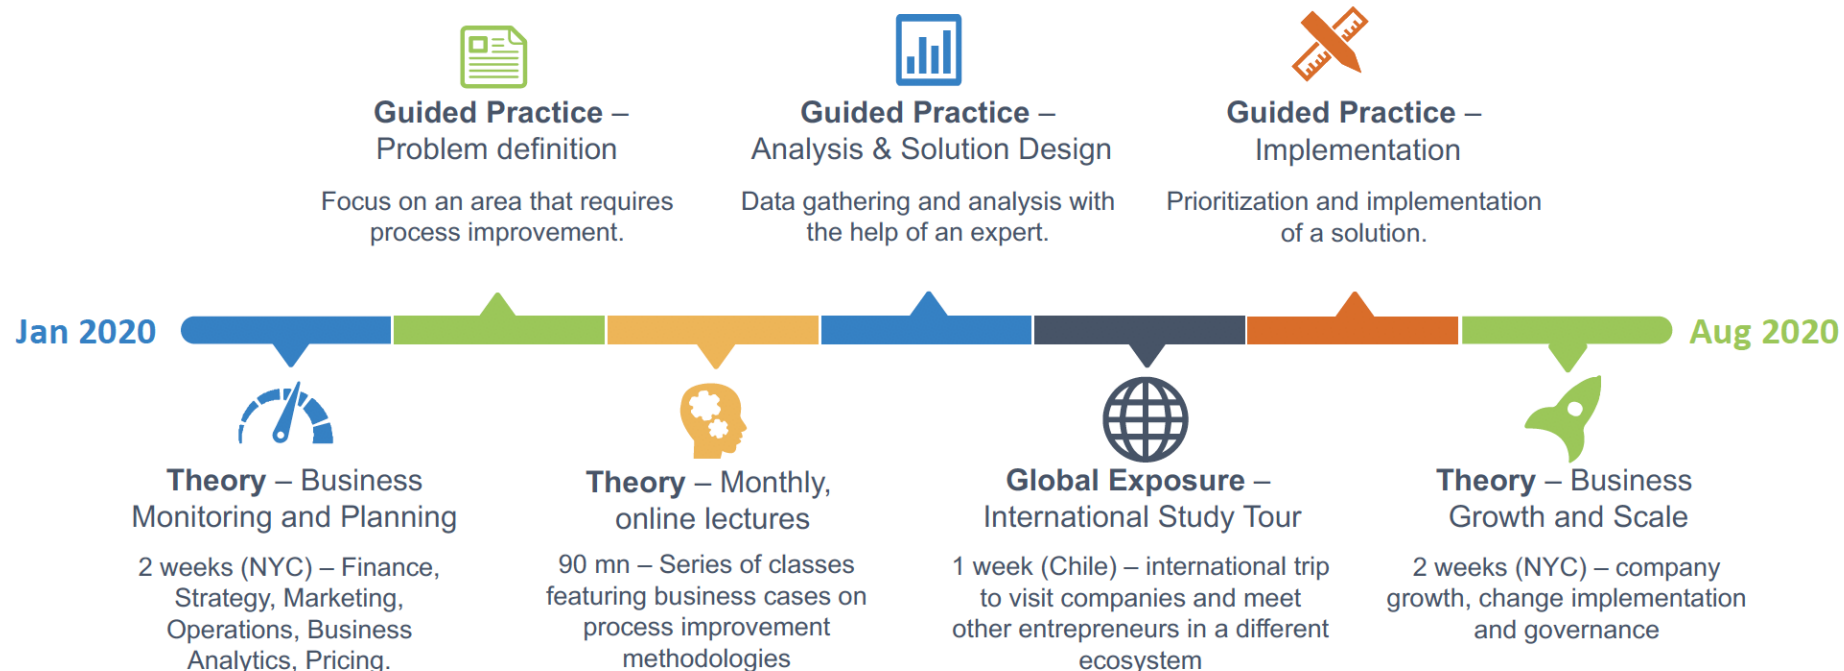 Guided Practice –
Problem definition
Focus on an area that requires
process improvement.
Guided Practice –
Analysis & Solution Design
Data gathering and analysis with
the help of an expert.
Guided Practice –
Implementation
Prioritization and implementation
of a solution.
Jan 2020
Aug 2020
Theory – Business
Monitoring and Planning
2 weeks (NYC) – Finance,
Strategy, Marketing,
Operations, Business
Analytics, Pricing.
Theory – Monthly,
online lectures
90 mn – Series of classes
featuring business cases on
process improvement
methodologies
Global Exposure –
International Study Tour
1 week (Chile) – international trip
to visit companies and meet
other entrepreneurs in a different
ecosystem
Theory – Business
Growth and Scale
2 weeks (NYC) – company
growth, change implementation
and governance